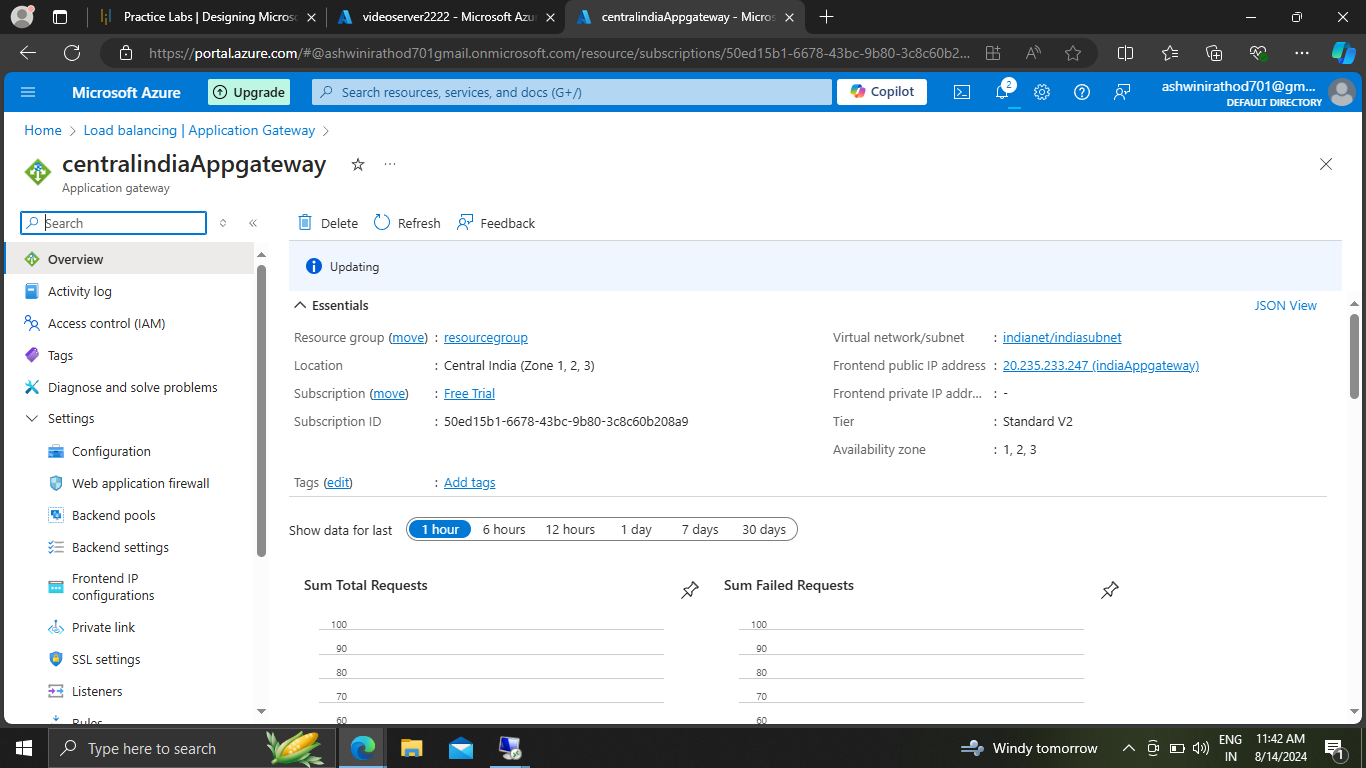 Practice Labs | Designing Microso
videoserver2222 - Microsoft Azur
centralindiaAppgateway - Micros
https://portal.azure.com/#@ashwinirathod701gmail.onmicrosoft.com/resource/subscriptions/50ed15b1-6678-43bc-9b80-3c8c60b2...
Microsoft Azure
Upgrade
Search resources, services, and docs (G+/)
Copilot
2
ashwinirathod701@gm...
DEFAULT DIRECTORY
Home > Load balancing | Application Gateway >
centralindiaAppgateway
Application gateway
Search
Delete
Refresh
Feedback
Overview
Activity log
Access control (IAM)
Tags
Diagnose and solve problems
Settings
Configuration
Web application firewall
Backend pools
Backend settings
Frontend IP
configurations
Private link
SSL settings
Listeners
Rules
Updating
Essentials
JSON View
Resource group (move) : resourcegroup
Location : Central India (Zone 1, 2, 3)
Subscription (move) : Free Trial
Subscription ID : 50ed15b1-6678-43bc-9b80-3c8c60b208a9
Virtual network/subnet : indianet/indiasubnet
Frontend public IP address : 20.235.233.247 (indiaAppgateway)
Frontend private IP addr... : -
Tier : Standard V2
Availability zone : 1, 2, 3
Tags (edit) : Add tags
Show data for last
1 hour
6 hours
12 hours
1 day
7 days
30 days
Sum Total Requests
100
90
80
70
60
Sum Failed Requests
100
90
80
70
60
Type here to search
Windy tomorrow
ENG
IN
11:42 AM
8/14/2024
1